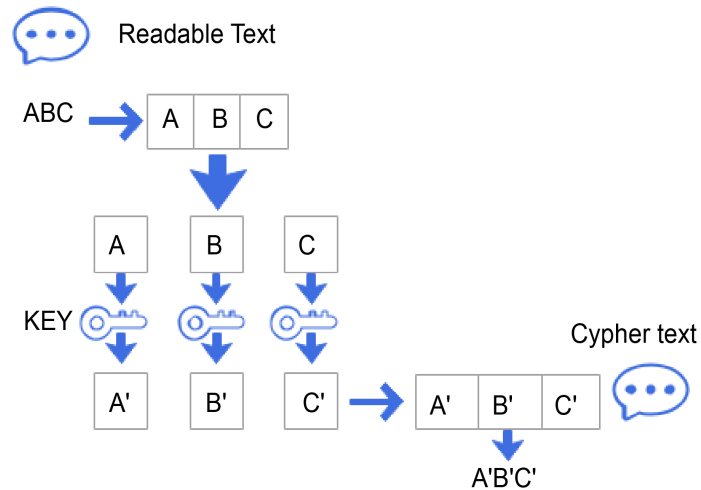 Readable Text
ABC
A B C
A B C
KEY
Cypher text
A' B' C'
A' B' C'
A'B'C'